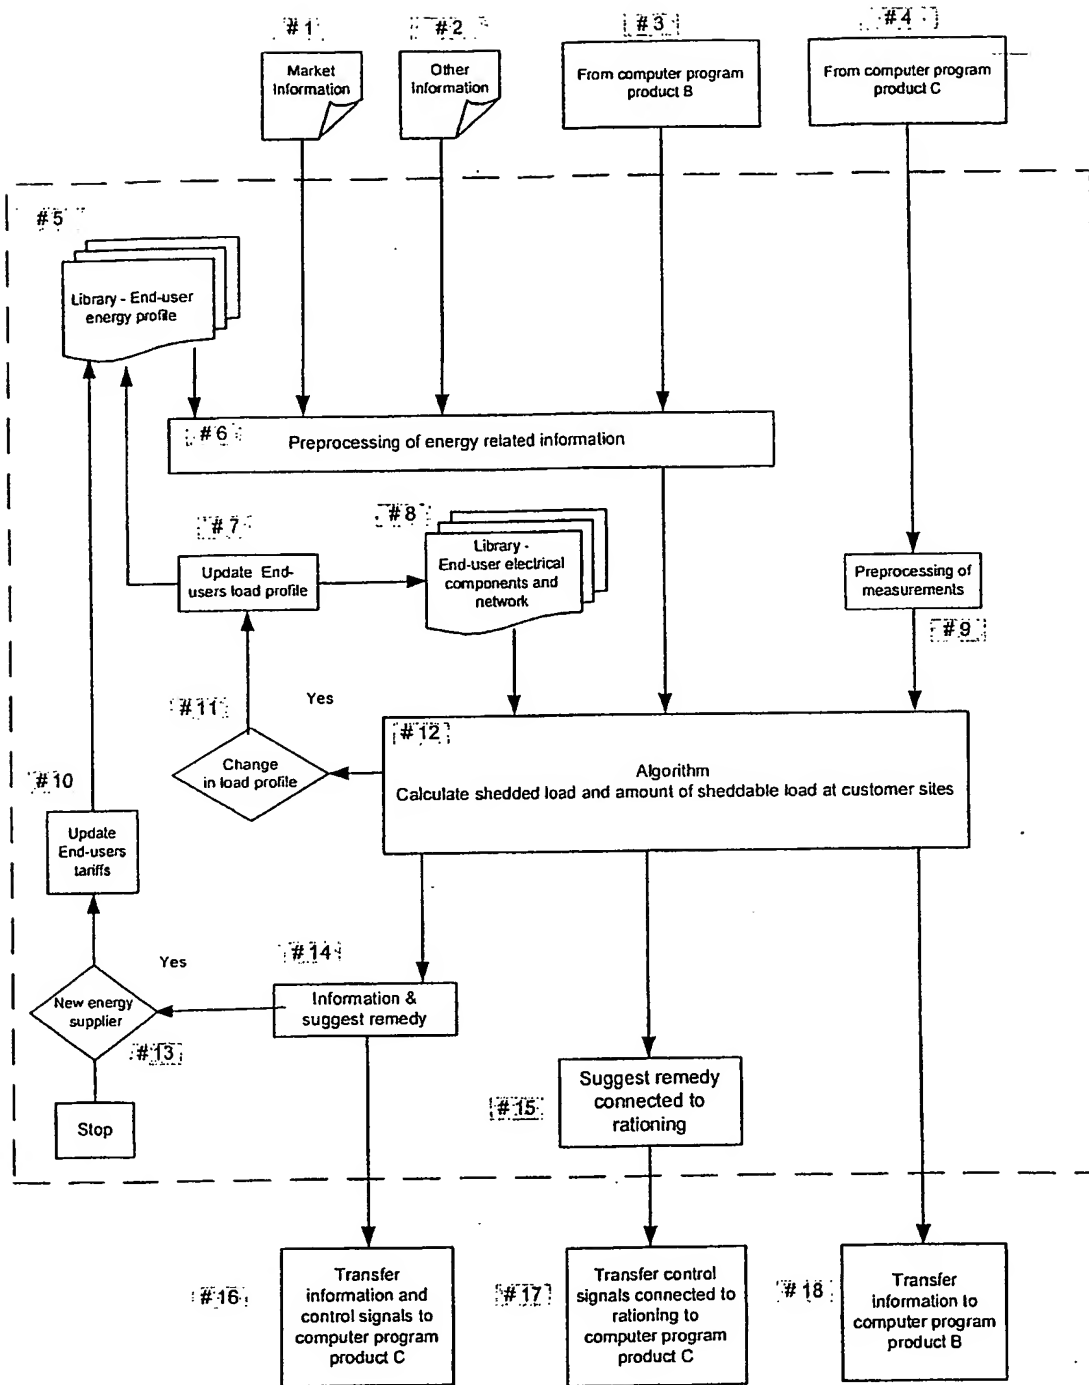 #1
#2
#3
#4
Market
Information
Other
Information
From computer program
product B
From computer program
product C
#5
Library - End-user
energy profile
#6
Preprocessing of energy related information
#7
#8
Update End-
users load profile
Library -
End-user electrical
components and
network
Preprocessing of
measurements
#9
#11
Yes
#12
Change
in load profile
Algorithm
Calculate shedded load and amount of sheddable load at customer sites
#10
Update
End-users
tariffs
Yes
#14
New energy
supplier
Information &
suggest remedy
#13
Stop
#15
Suggest remedy
connected to
rationing
#16
Transfer
information and
control signals to
computer program
product C
#17
Transfer control
signals connected to
rationing to
computer program
product C
#18
Transfer
information to
computer program
product B